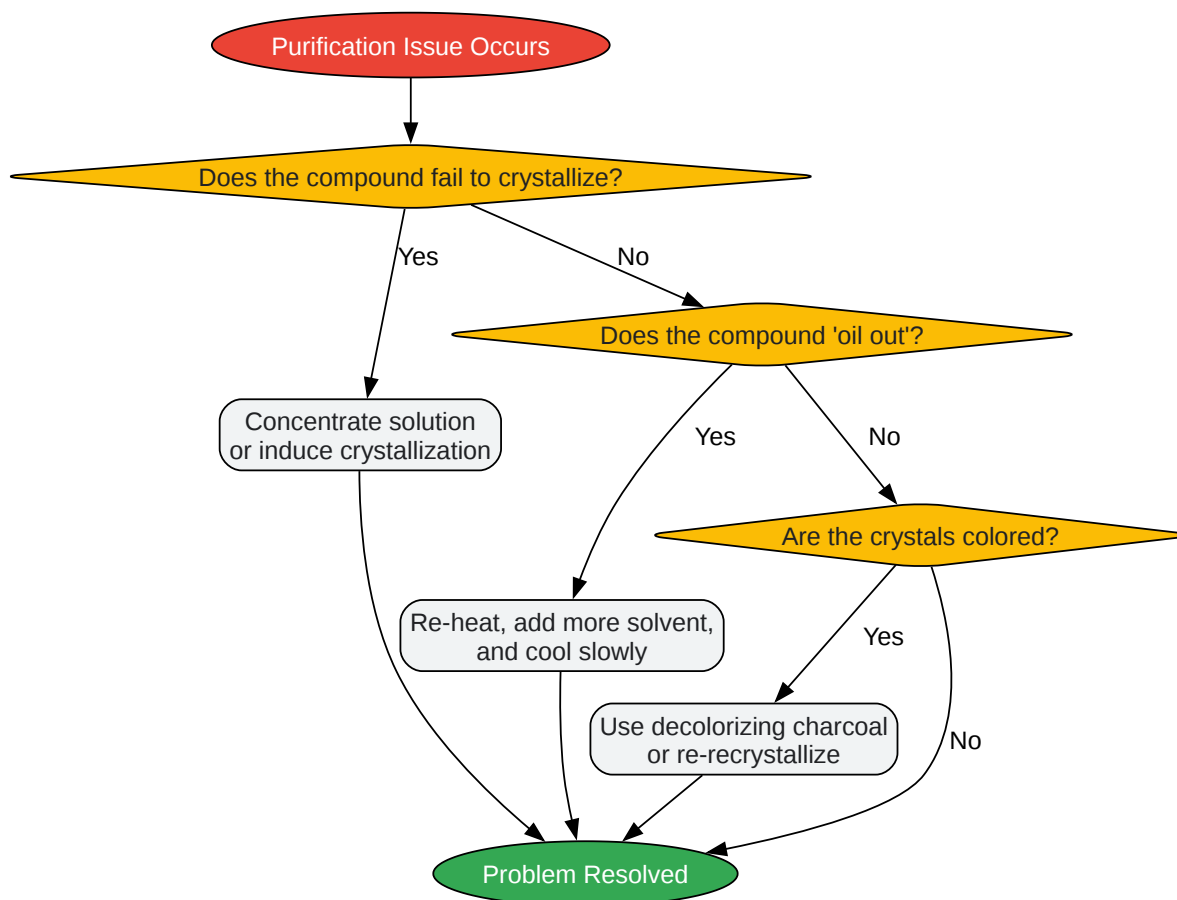 Purification Issue Occurs
Does the compound fail to crystallize?
Yes
No
Does the compound 'oil out'?
Concentrate solution
or induce crystallization
Yes
No
Are the crystals colored?
Re-heat, add more solvent,
and cool slowly
Yes
Use decolorizing charcoal
or re-recrystallize
No
Problem Resolved